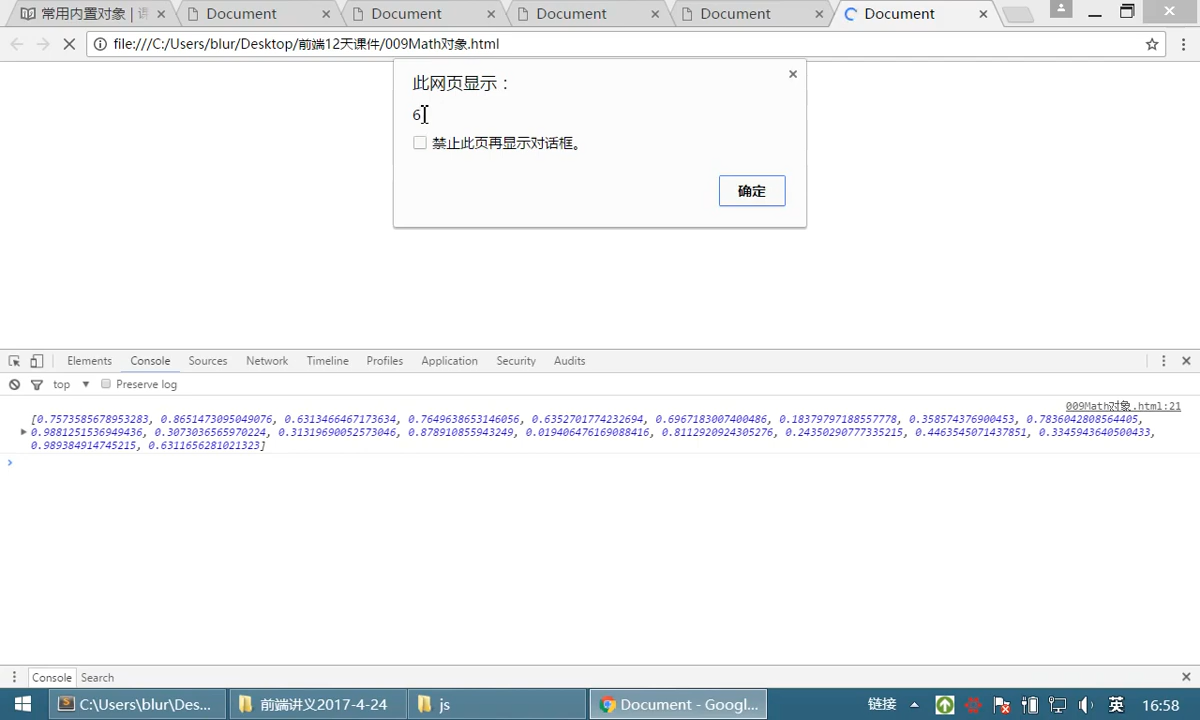 常用内置对象 | 讠
Document
Document
Document
Document
Document
file:///C:/Users/blur/Desktop/前端12天课件/009Math对象.html
此网页显示：
6
禁止此页再显示对话框。
确定
Elements Console Sources Network Timeline Profiles Application Security Audits
top Preserve log
009Math对象.html:21
[0.7573585678953283, 0.8651473095049076, 0.6313466467173634, 0.7649638653146056, 0.6352701774232694, 0.6967183007400486, 0.18379797188557778, 0.358574376900453, 0.7836042808564405,
0.9881251536949436, 0.3073036565970224, 0.31319690052573046, 0.878910855943249, 0.019406476169088416, 0.8112920924305276, 0.24350290777335215, 0.4463545071437851, 0.3345943640500433,
0.989384914745215, 0.6311656281021323]
Console Search
C:\Users\blur\Des...
前端讲义2017-4-24
js
Document - Googl...
链接
英
16:58